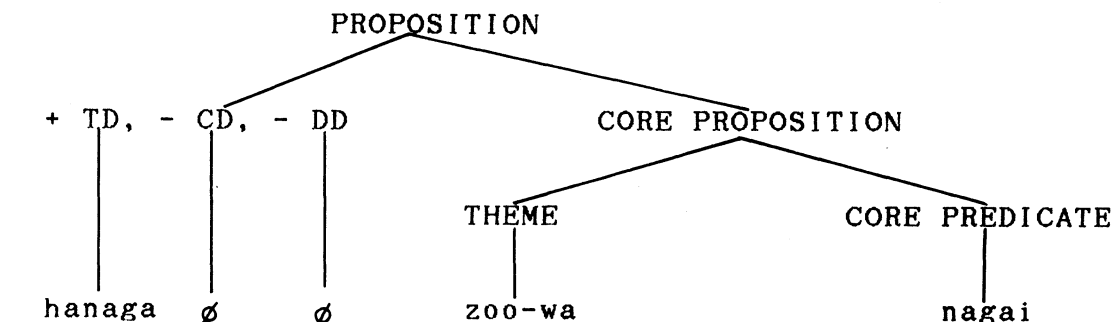 PROPOSITION
+ TD, - CD, - DD CORE PROPOSITION
THEME CORE PREDICATE
hanaga ø ø zoo-wa nagai